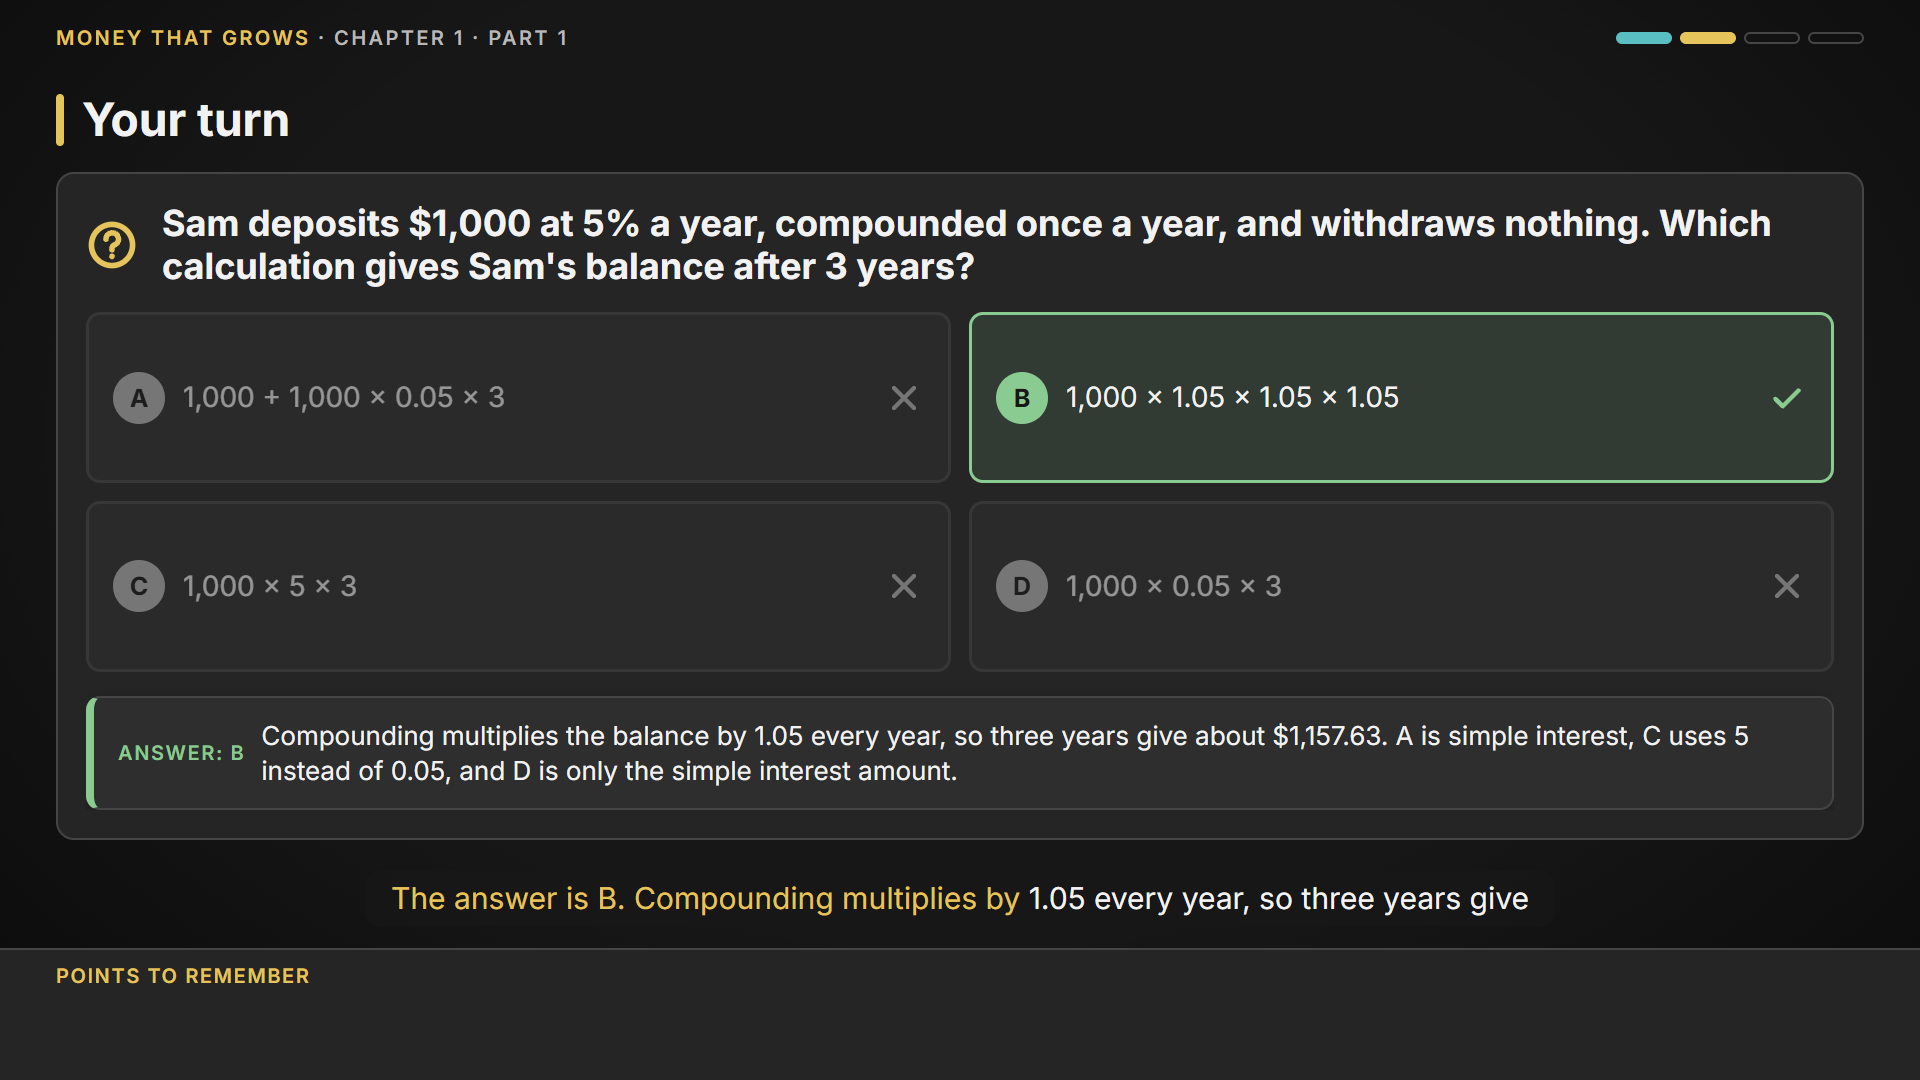 MONEY THAT GROWS · CHAPTER 1 · PART 1
Your turn
Sam deposits $1,000 at 5% a year, compounded once a year, and withdraws nothing. Which
calculation gives Sam's balance after 3 years?
A 1,000 + 1,000 × 0.05 × 3
B 1,000 × 1.05 × 1.05 × 1.05
C 1,000 × 5 × 3
D 1,000 × 0.05 × 3
ANSWER: B
Compounding multiplies the balance by 1.05 every year, so three years give about $1,157.63. A is simple interest, C uses 5
instead of 0.05, and D is only the simple interest amount.
The answer is B. Compounding multiplies by 1.05 every year, so three years give
POINTS TO REMEMBER